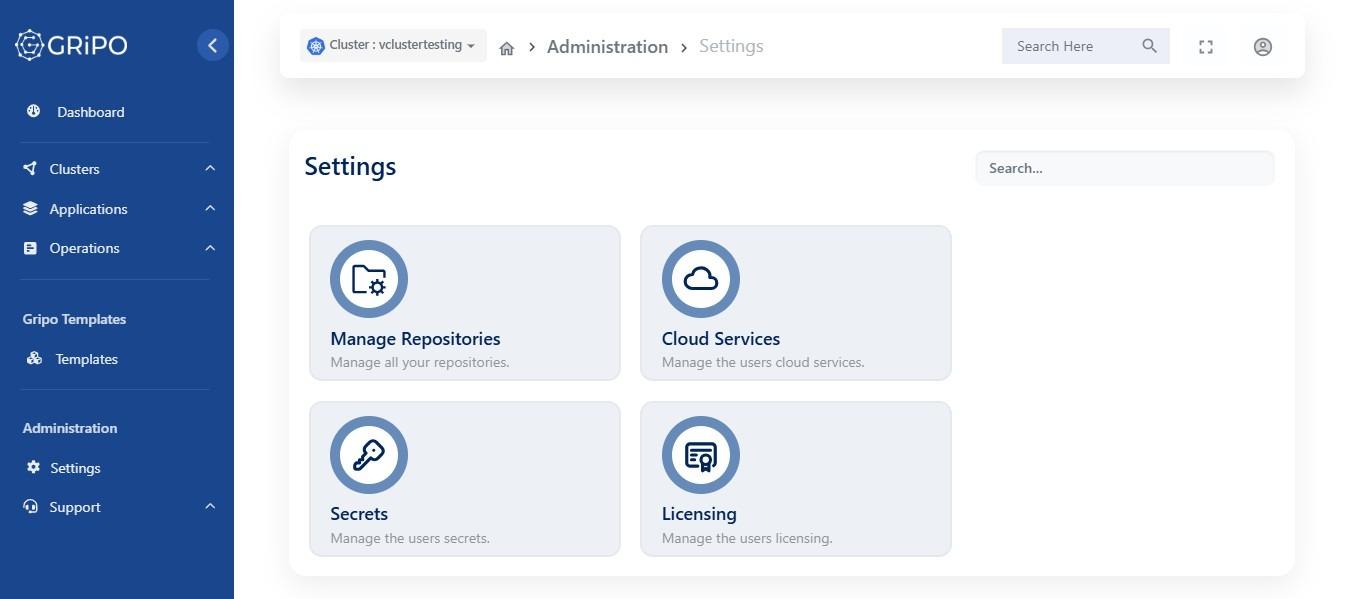 GRiPO
Cluster : vclustertesting
Administration
Settings
Search Here
Dashboard
Clusters
Applications
Operations
Gripo Templates
Templates
Administration
Settings
Support
Settings
Search...
Manage Repositories
Manage all your repositories.
Cloud Services
Manage the users cloud services.
Secrets
Manage the users secrets.
Licensing
Manage the users licensing.